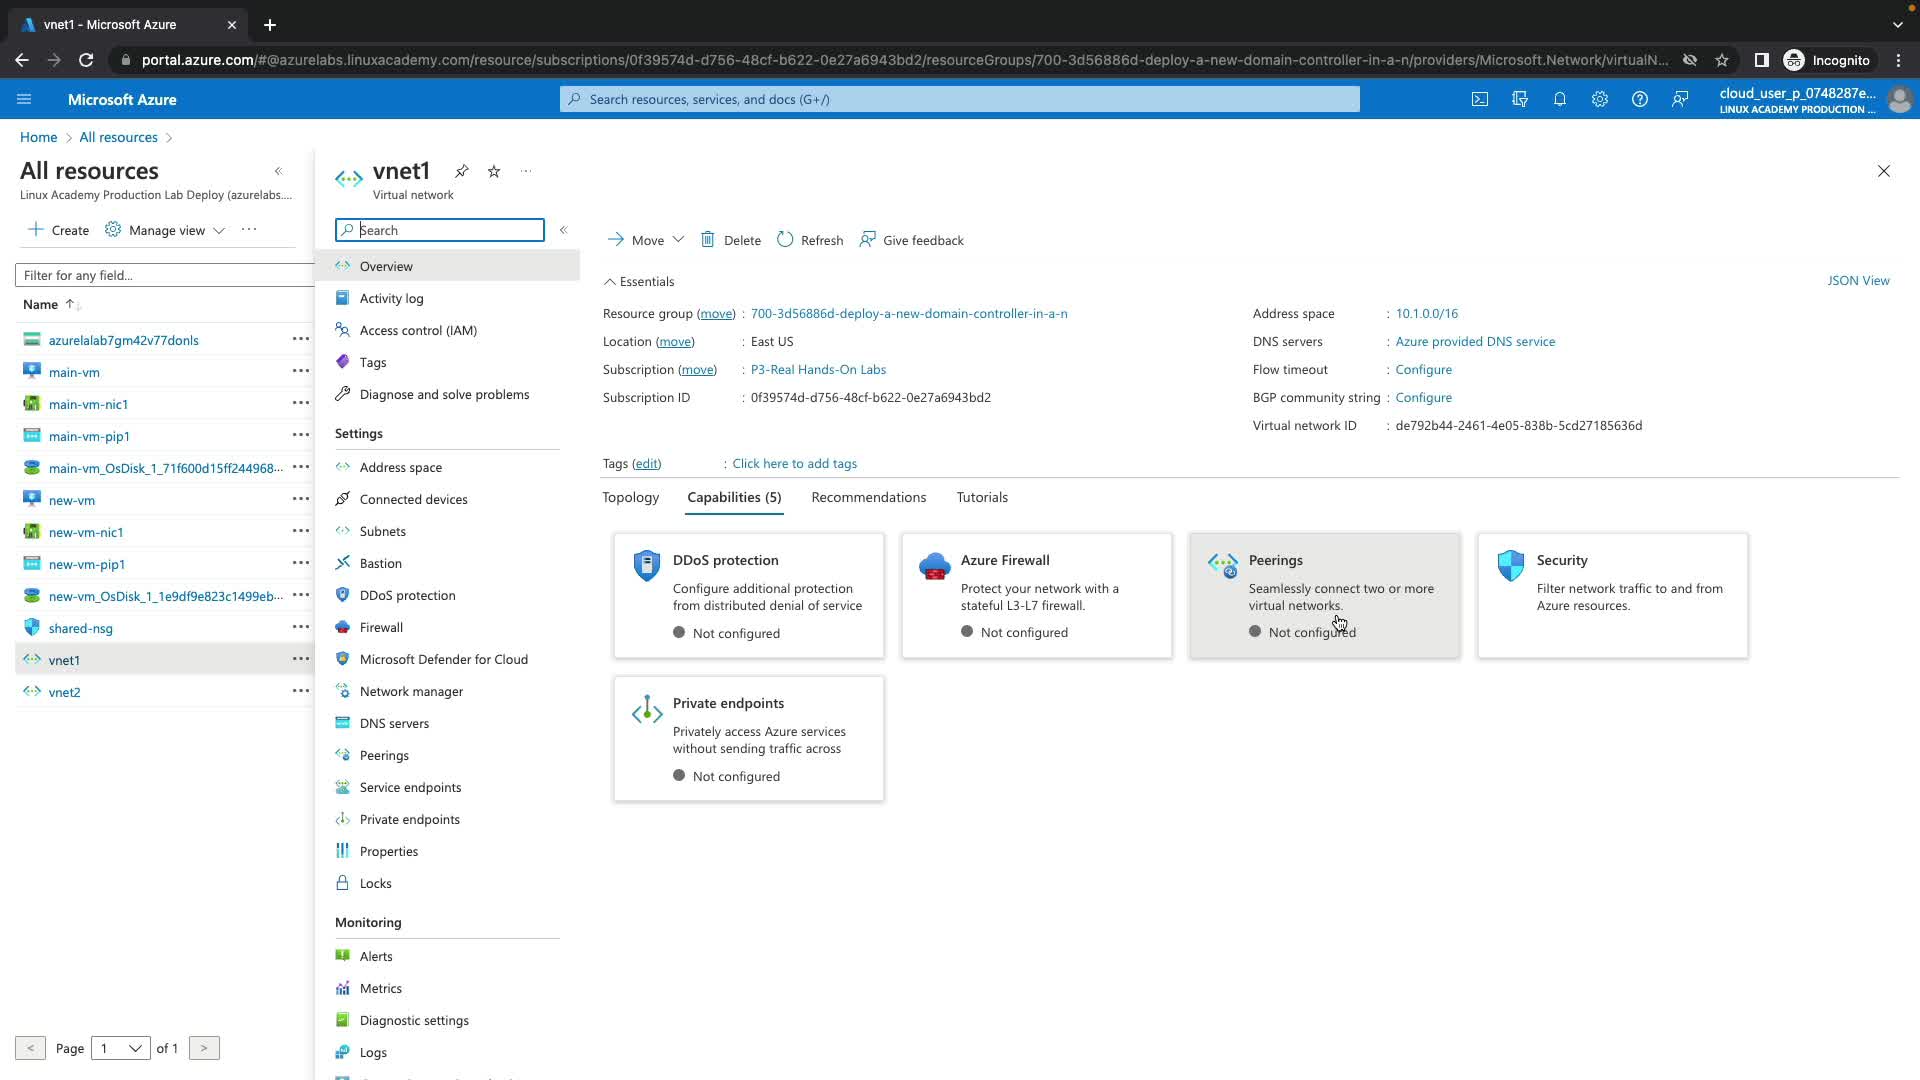 vnet1 - Microsoft Azure
portal.azure.com/#@azurelabs.linuxacademy.com/resource/subscriptions/0f39574d-d756-48cf-b622-0e27a6943bd2/resourceGroups/700-3d56886d-deploy-a-new-domain-controller-in-a-n/providers/Microsoft.Network/virtualN...
Incognito
Microsoft Azure
Search resources, services, and docs (G+/)
cloud_user_p_0748287e...
LINUX ACADEMY PRODUCTION ...
Home > All resources >
All resources
Linux Academy Production Lab Deploy (azurelabs....
Create
Manage view
Filter for any field...
Name
azurelalab7gm42v77donls
main-vm
main-vm-nic1
main-vm-pip1
main-vm_OsDisk_1_71f600d15ff244968...
new-vm
new-vm-nic1
new-vm-pip1
new-vm_OsDisk_1_1e9df9e823c1499eb...
shared-nsg
vnet1
vnet2
< Page 1 of 1 >
vnet1
Virtual network
Search
Overview
Activity log
Access control (IAM)
Tags
Diagnose and solve problems
Settings
Address space
Connected devices
Subnets
Bastion
DDoS protection
Firewall
Microsoft Defender for Cloud
Network manager
DNS servers
Peerings
Service endpoints
Private endpoints
Properties
Locks
Monitoring
Alerts
Metrics
Diagnostic settings
Logs
Move
Delete
Refresh
Give feedback
Essentials
JSON View
Resource group (move) : 700-3d56886d-deploy-a-new-domain-controller-in-a-n
Location (move) : East US
Subscription (move) : P3-Real Hands-On Labs
Subscription ID : 0f39574d-d756-48cf-b622-0e27a6943bd2
Address space : 10.1.0.0/16
DNS servers : Azure provided DNS service
Flow timeout : Configure
BGP community string : Configure
Virtual network ID : de792b44-2461-4e05-838b-5cd27185636d
Tags (edit) : Click here to add tags
Topology
Capabilities (5)
Recommendations
Tutorials
DDoS protection
Configure additional protection
from distributed denial of service
Not configured
Azure Firewall
Protect your network with a
stateful L3-L7 firewall.
Not configured
Peerings
Seamlessly connect two or more
virtual networks.
Not configured
Security
Filter network traffic to and from
Azure resources.
Private endpoints
Privately access Azure services
without sending traffic across
Not configured